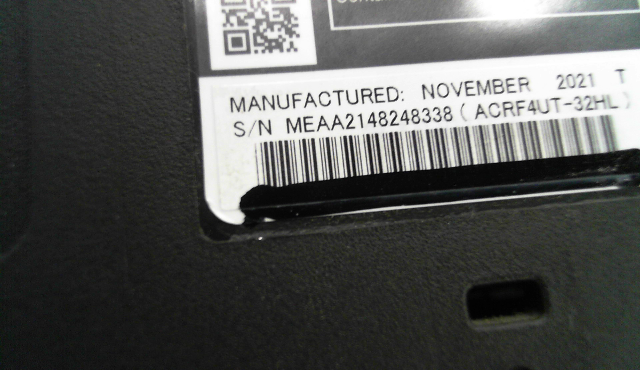 MANUFACTURED: NOVEMBER 2021 T
S/N MEAA2148248338 ( ACRF4UT-32HL )